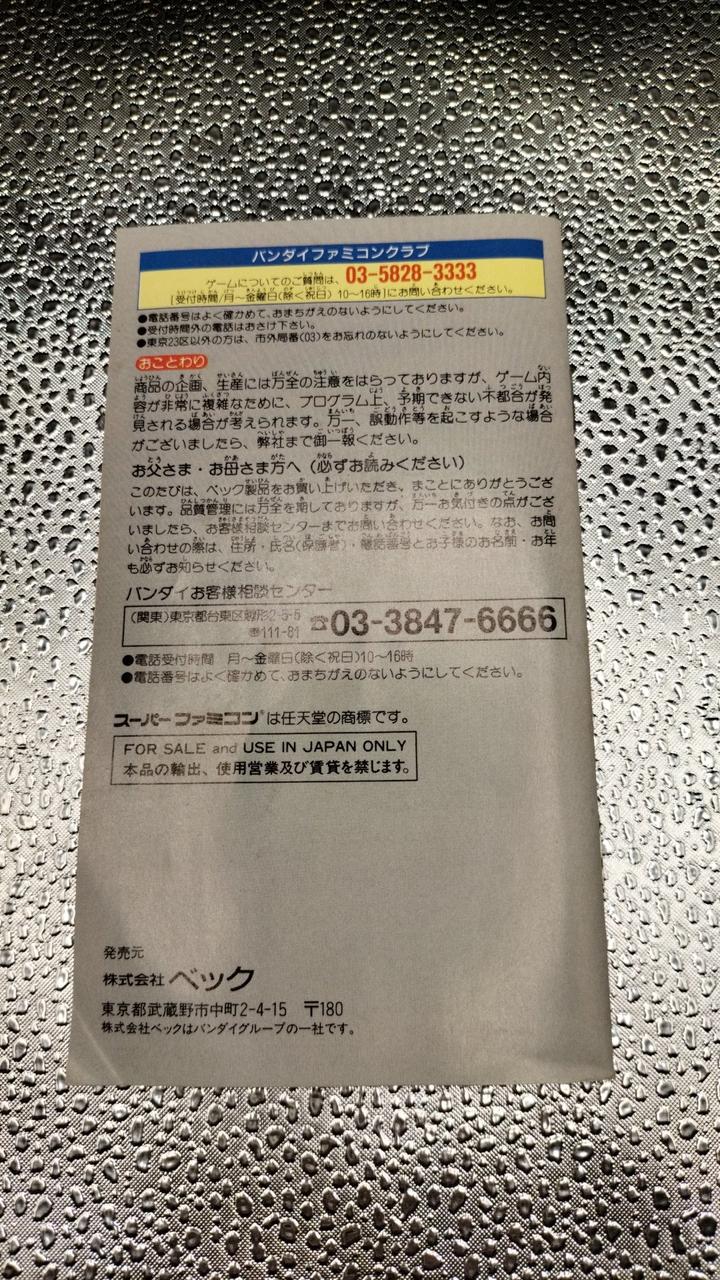 バンダイファミコンクラブ
ゲームについてのご質問は、03-5828-3333
[受付時間/月〜金曜日(除く祝日) 10〜16時]にお問い合わせください。
●電話番号はよく確かめて、おまちがえのないようにしてください。
●受付時間外の電話はおさけ下さい。
●東京23区以外の方は、市外局番(03)をお忘れのないようにしてください。
おことわり
商品の企画、生産には万全の注意をはらっておりますが、ゲーム内
容が非常に複雑なために、プログラム上、予期できない不都合が発
見される場合が考えられます。万一、誤動作等を起こすような場合
がございましたら、弊社まで御一報ください。
お父さま・お母さま方へ(必ずお読みください)
このたびは、ベック製品をお買い上げいただき、まことにありがとうござ
います。品質管理には万全を期しておりますが、万一お気付きの点がござ
いましたら、お客様相談センターまでお問い合わせください。なお、お問
い合わせの際は、住所・氏名(保護者)・電話番号とお子様のお名前・お年
も必ずお知らせください。
バンダイお客様相談センター
(関東)東京都台東区駒形2-5-5
〠111-81
☎03-3847-6666
●電話受付時間 月〜金曜日(除く祝日)10〜16時
●電話番号はよく確かめて、おまちがえのないようにしてください。
スーパーファミコン®は任天堂の商標です。
FOR SALE and USE IN JAPAN ONLY
本品の輸出、使用営業及び賃貸を禁じます。
発売元
株式会社 ベック
東京都武蔵野市中町2-4-15 〒180
株式会社ベックはバンダイグループの一社です。